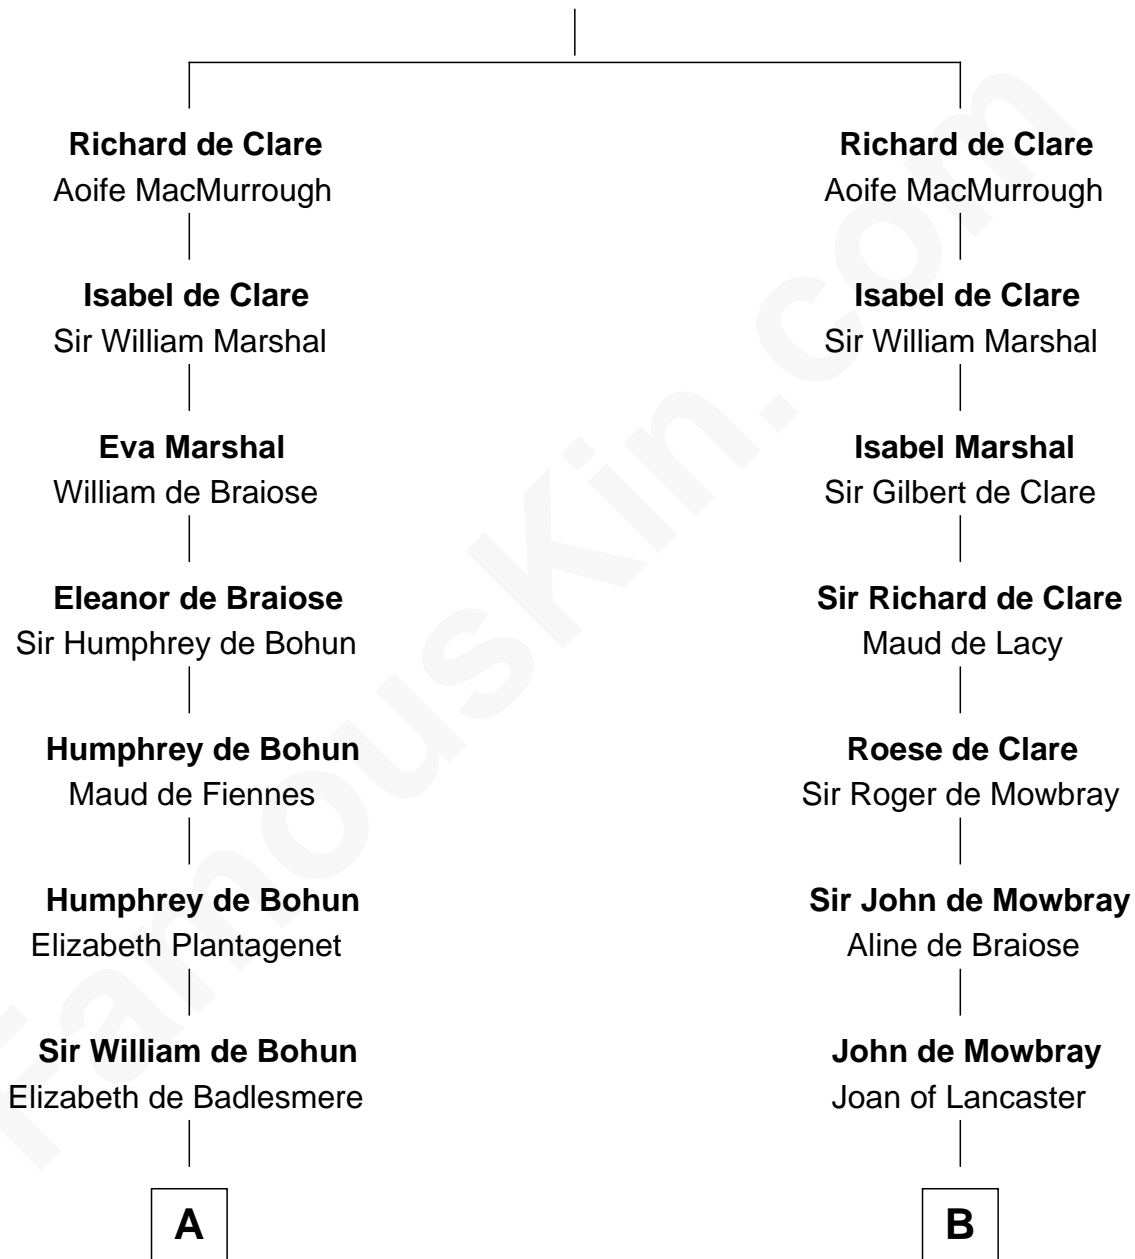 Richard de Clare
Aoife MacMurrough
Isabel de Clare
Sir William Marshal
Eva Marshal
William de Braiose
Eleanor de Braiose
Sir Humphrey de Bohun
Humphrey de Bohun
Maud de Fiennes
Humphrey de Bohun
Elizabeth Plantagenet
Sir William de Bohun
Elizabeth de Badlesmere
A
Richard de Clare
Aoife MacMurrough
Isabel de Clare
Sir William Marshal
Isabel Marshal
Sir Gilbert de Clare
Sir Richard de Clare
Maud de Lacy
Roese de Clare
Sir Roger de Mowbray
Sir John de Mowbray
Aline de Braiose
John de Mowbray
Joan of Lancaster
B
FamousKin.com